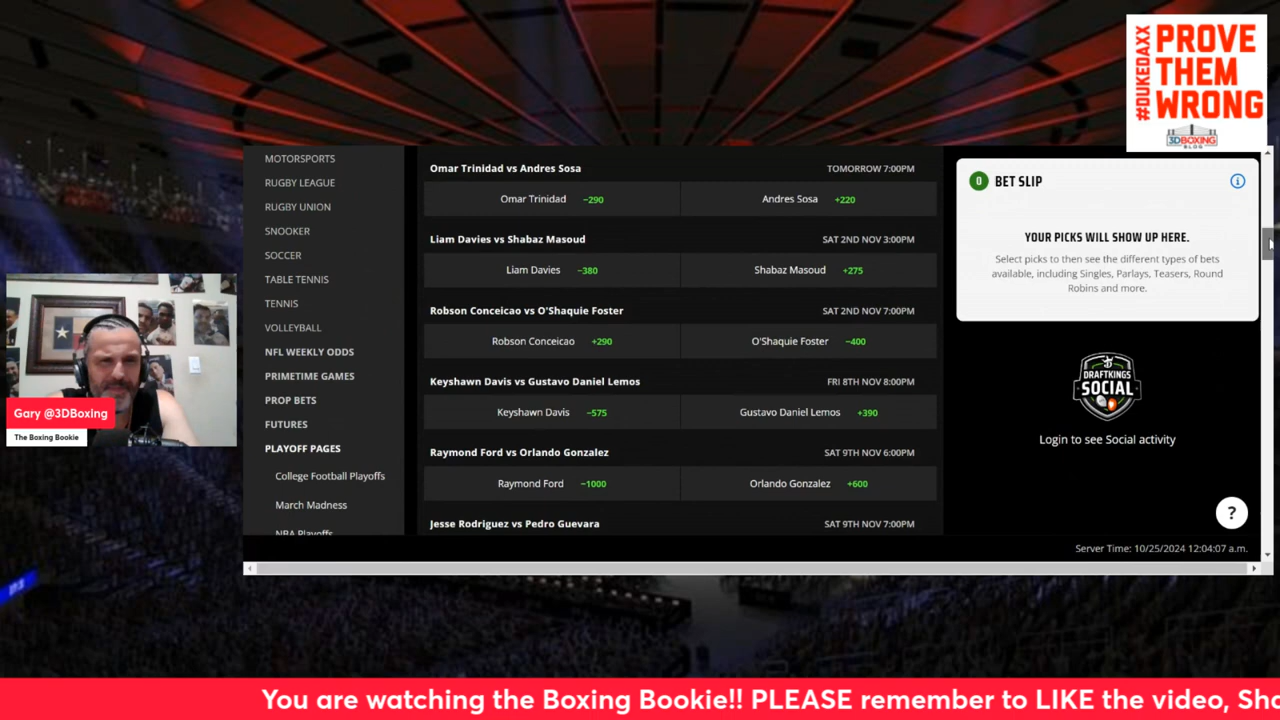 #DUKEDAXX
PROVE
THEM
WRONG
3DBOXING
BLOG
MOTORSPORTS
RUGBY LEAGUE
RUGBY UNION
SNOOKER
SOCCER
TABLE TENNIS
TENNIS
VOLLEYBALL
NFL WEEKLY ODDS
PRIMETIME GAMES
PROP BETS
FUTURES
PLAYOFF PAGES
College Football Playoffs
March Madness
NBA Playoffs
Omar Trinidad vs Andres Sosa TOMORROW 7:00PM
Omar Trinidad −290 Andres Sosa +220
Liam Davies vs Shabaz Masoud SAT 2ND NOV 3:00PM
Liam Davies −380 Shabaz Masoud +275
Robson Conceicao vs O'Shaquie Foster SAT 2ND NOV 7:00PM
Robson Conceicao +290 O'Shaquie Foster −400
Keyshawn Davis vs Gustavo Daniel Lemos FRI 8TH NOV 8:00PM
Keyshawn Davis −575 Gustavo Daniel Lemos +390
Raymond Ford vs Orlando Gonzalez SAT 9TH NOV 6:00PM
Raymond Ford −1000 Orlando Gonzalez +600
Jesse Rodriguez vs Pedro Guevara SAT 9TH NOV 7:00PM
0 BET SLIP
YOUR PICKS WILL SHOW UP HERE.
Select picks to then see the different types of bets
available, including Singles, Parlays, Teasers, Round
Robins and more.
DRAFTKINGS
SOCIAL
Login to see Social activity
?
Server Time: 10/25/2024 12:04:07 a.m.
Gary @3DBoxing
The Boxing Bookie
You are watching the Boxing Bookie!! PLEASE remember to LIKE the video, Sha